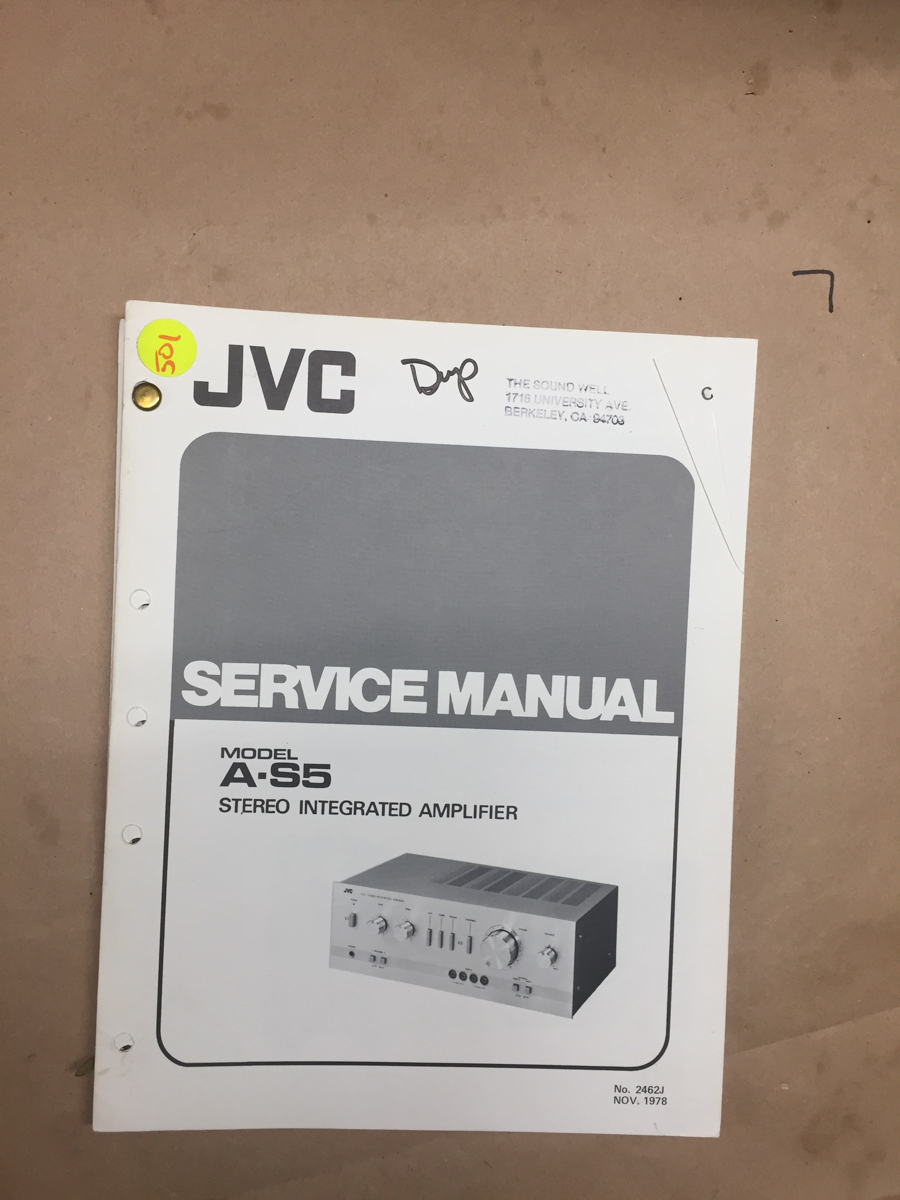 501
JVC
Dup
THE SOUND WELL
1716 UNIVERSITY AVE.
BERKELEY, CA 94703
C
SERVICE MANUAL
MODEL
A-S5
STEREO INTEGRATED AMPLIFIER
JVC
No. 2462J
NOV. 1978